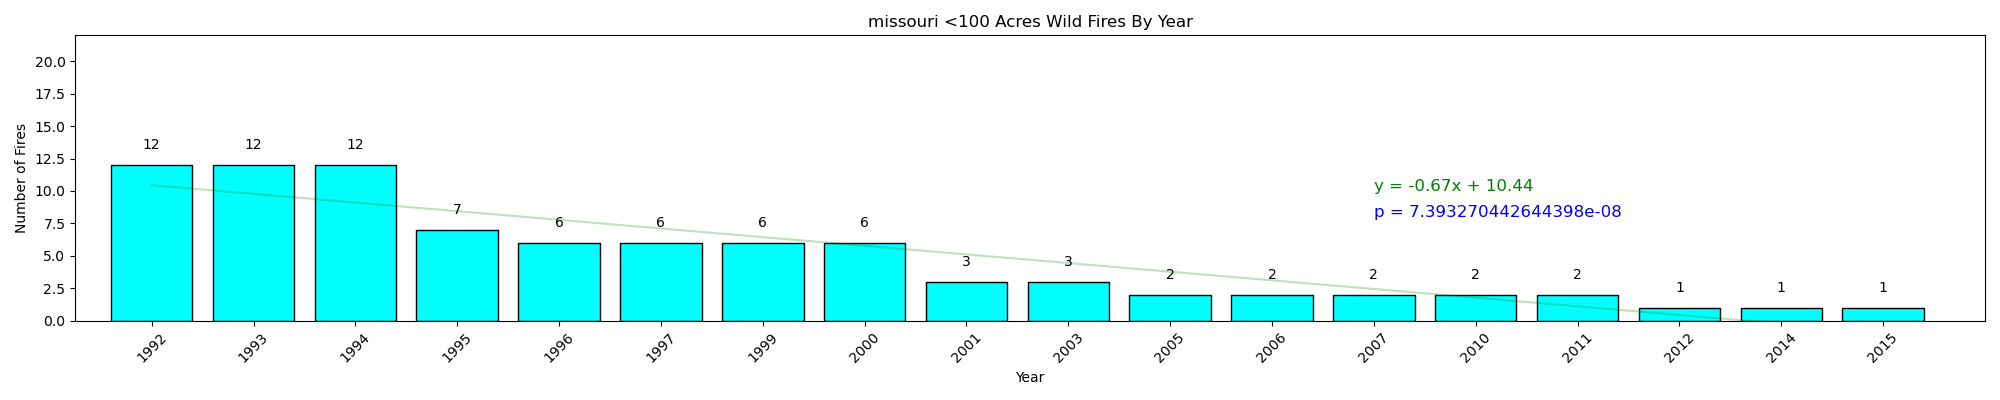 missouri <100 Acres Wild Fires By Year
Number of Fires
20.0
17.5
15.0
12.5
10.0
7.5
5.0
2.5
0.0
12 12 12 7 6 6 6 6 3 3 2 2 2 2 2 1 1 1
y = -0.67x + 10.44
p = 7.393270442644398e-08
1992 1993 1994 1995 1996 1997 1999 2000 2001 2003 2005 2006 2007 2010 2011 2012 2014 2015
Year